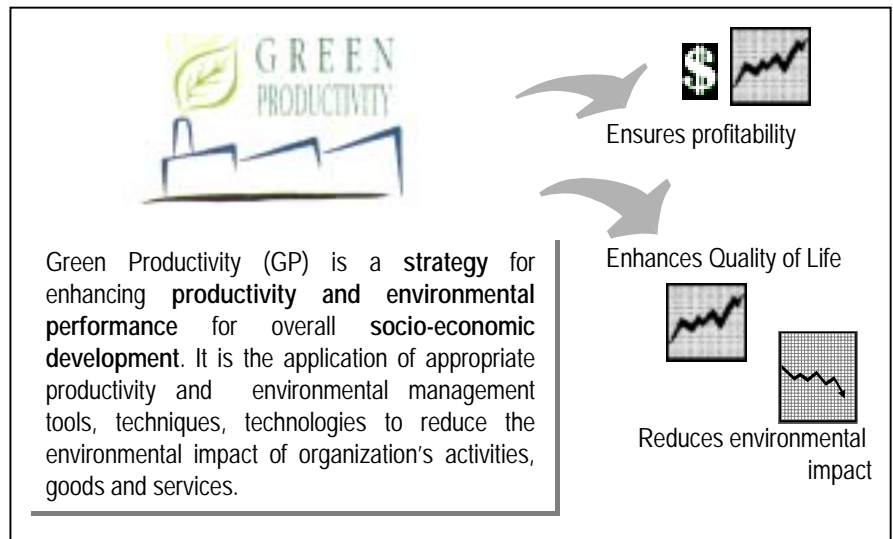 GREEN
PRODUCTIVITY
$
Ensures profitability
Green Productivity (GP) is a strategy for
enhancing productivity and environmental
performance for overall socio-economic
development. It is the application of appropriate
productivity and environmental management
tools, techniques, technologies to reduce the
environmental impact of organization's activities,
goods and services.
Enhances Quality of Life
Reduces environmental
impact